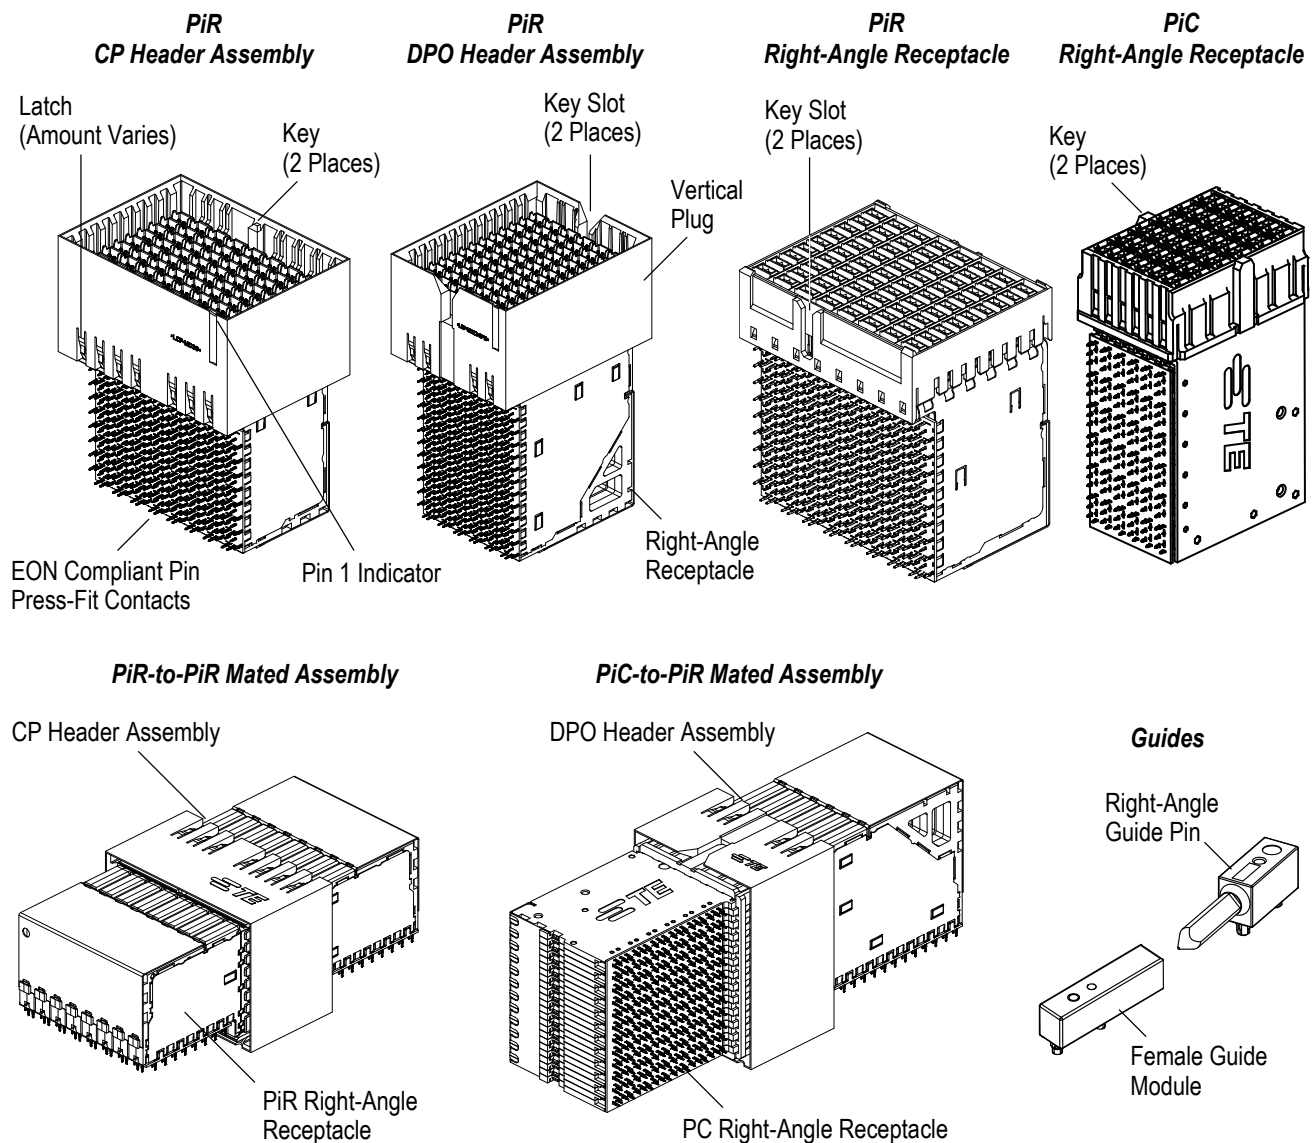 PiR
CP Header Assembly
PiR
DPO Header Assembly
PiR
Right-Angle Receptacle
PiC
Right-Angle Receptacle
Latch
(Amount Varies)
Key
(2 Places)
Key Slot
(2 Places)
Vertical
Plug
Key Slot
(2 Places)
Key
(2 Places)
TE
EON Compliant Pin
Press-Fit Contacts
Pin 1 Indicator
Right-Angle
Receptacle
PiR-to-PiR Mated Assembly
PiC-to-PiR Mated Assembly
CP Header Assembly
DPO Header Assembly
Guides
Right-Angle
Guide Pin
TE
TE
TE
Female Guide
Module
PiR Right-Angle
Receptacle
PC Right-Angle Receptacle